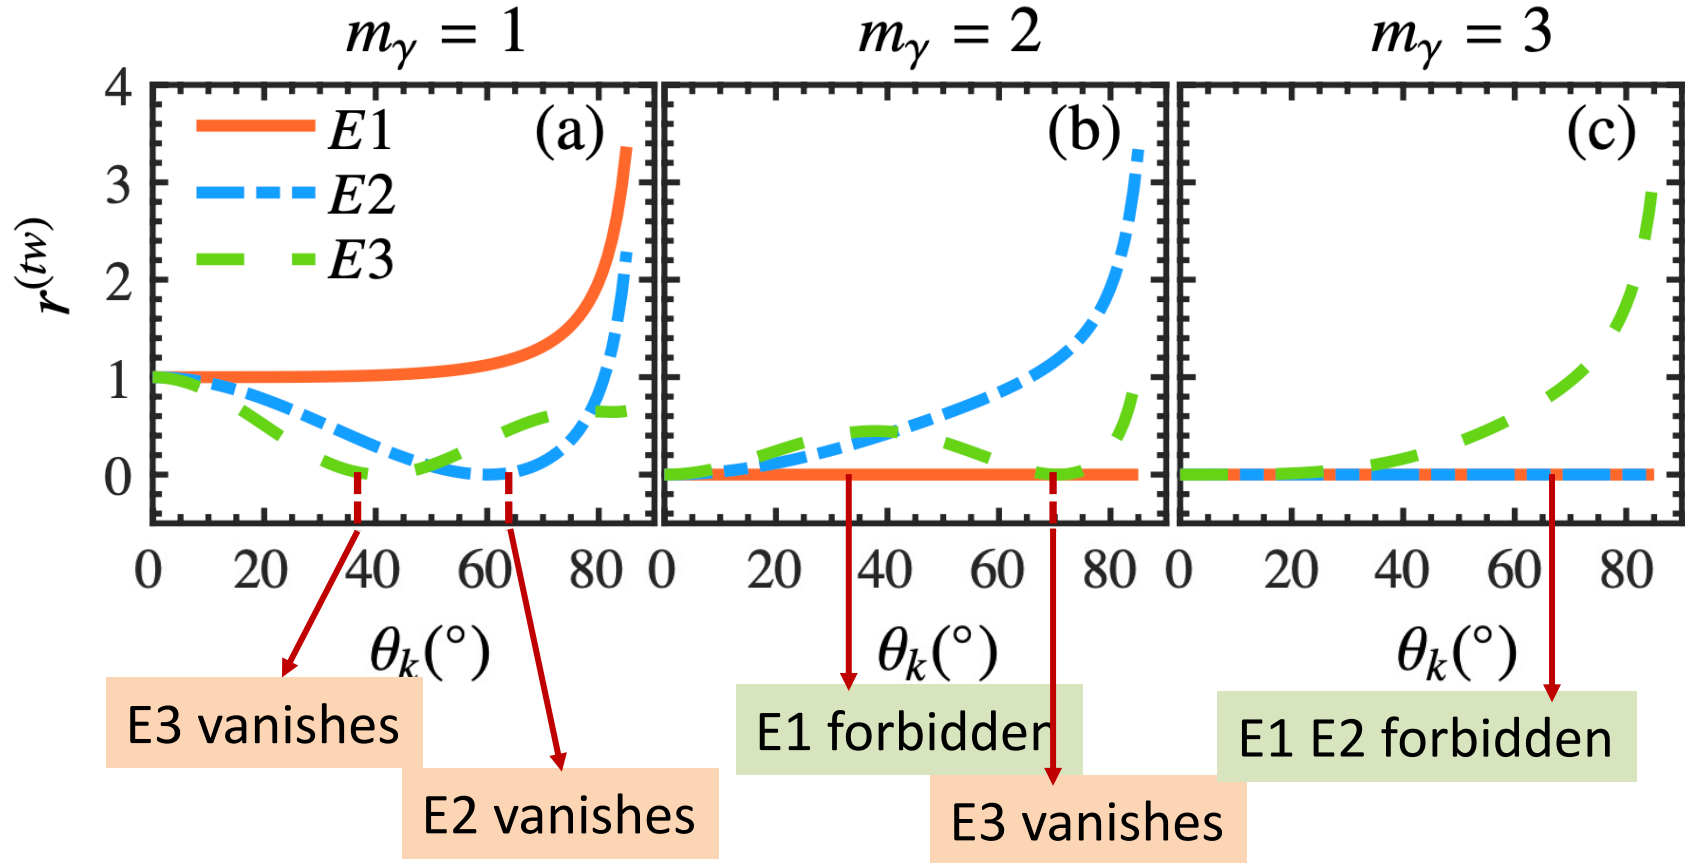 mγ = 1
mγ = 2
mγ = 3
4
3
2
1
0
r(tw)
E1
E2
E3
(a)
(b)
(c)
0 20 40 60 80
0 20 40 60 80
0 20 40 60 80
θk(°)
θk(°)
θk(°)
E3 vanishes
E2 vanishes
E1 forbidden
E3 vanishes
E1 E2 forbidden